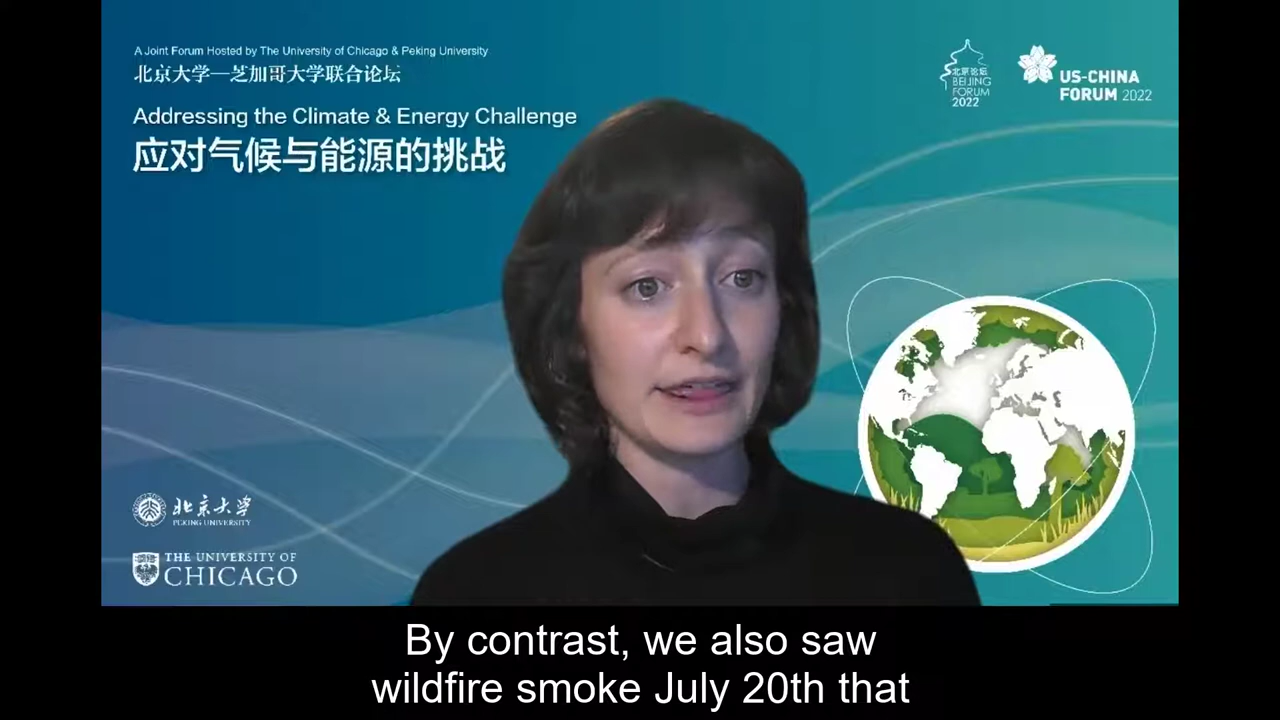 A Joint Forum Hosted by The University of Chicago & Peking University
北京大学—芝加哥大学联合论坛
Addressing the Climate & Energy Challenge
应对气候与能源的挑战
北京论坛
BEIJING
FORUM
2022
US-CHINA
FORUM 2022
北京大学
PEKING UNIVERSITY
THE UNIVERSITY OF
CHICAGO
By contrast, we also saw
wildfire smoke July 20th that